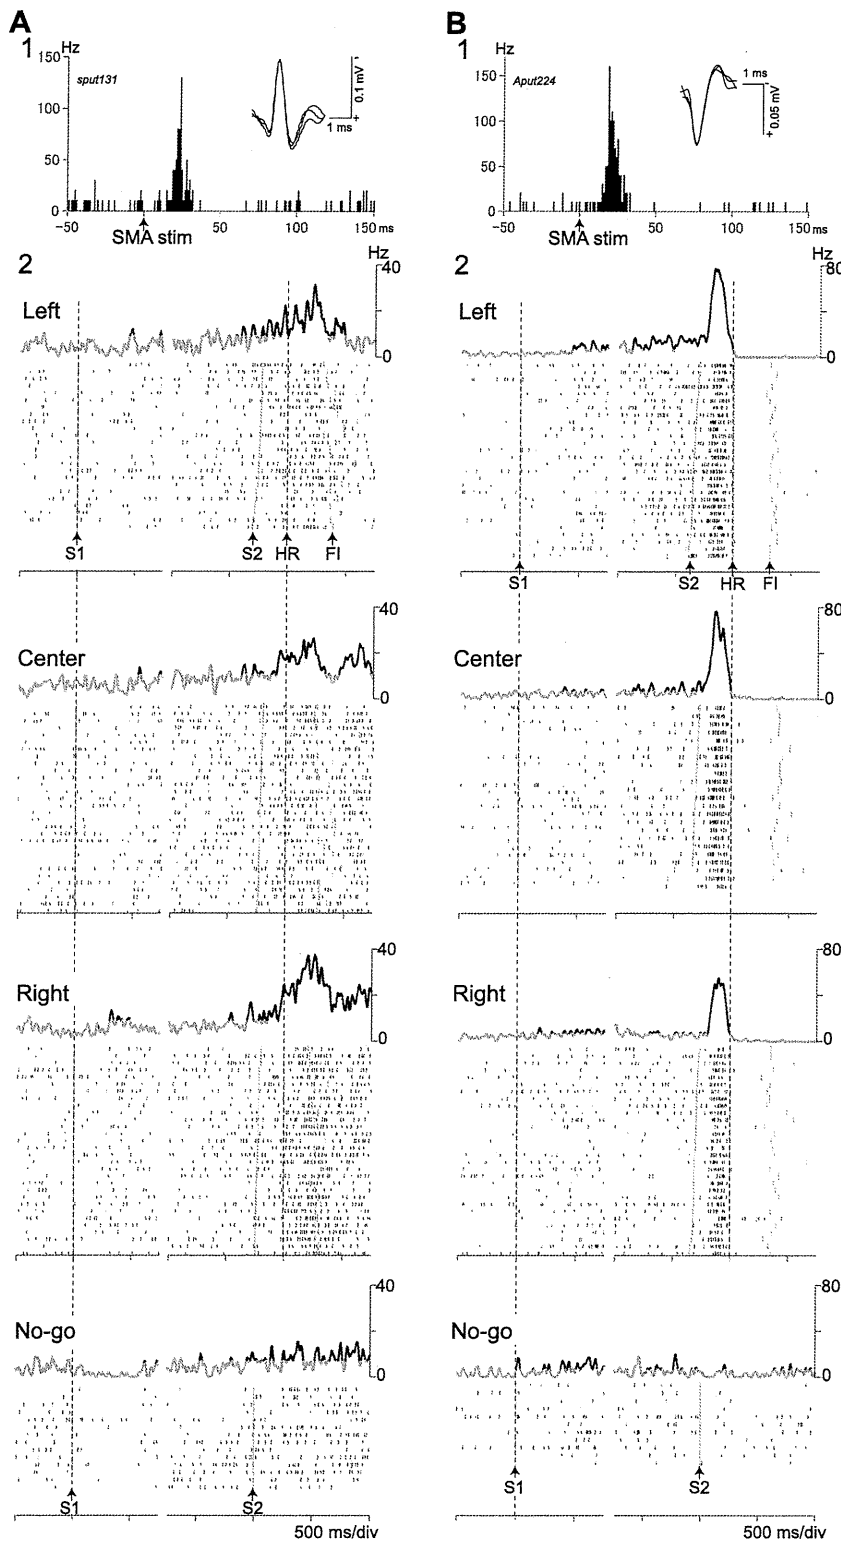 A
1
Hz
150
100
50
0
sput131
0.1 mV
+
1 ms
-50
50
100
150 ms
SMA stim
2
Hz
40
0
Left
S1
S2
HR
FI
Center
40
0
Right
40
0
No-go
40
0
S1
S2
500 ms/div
B
1
Hz
150
100
50
0
Aput224
1 ms
-
+ 0.05 mV
-50
50
100
150 ms
SMA stim
2
80
0
Left
S1
S2
HR
FI
Center
80
0
Right
80
0
No-go
80
0
S1
S2
500 ms/div